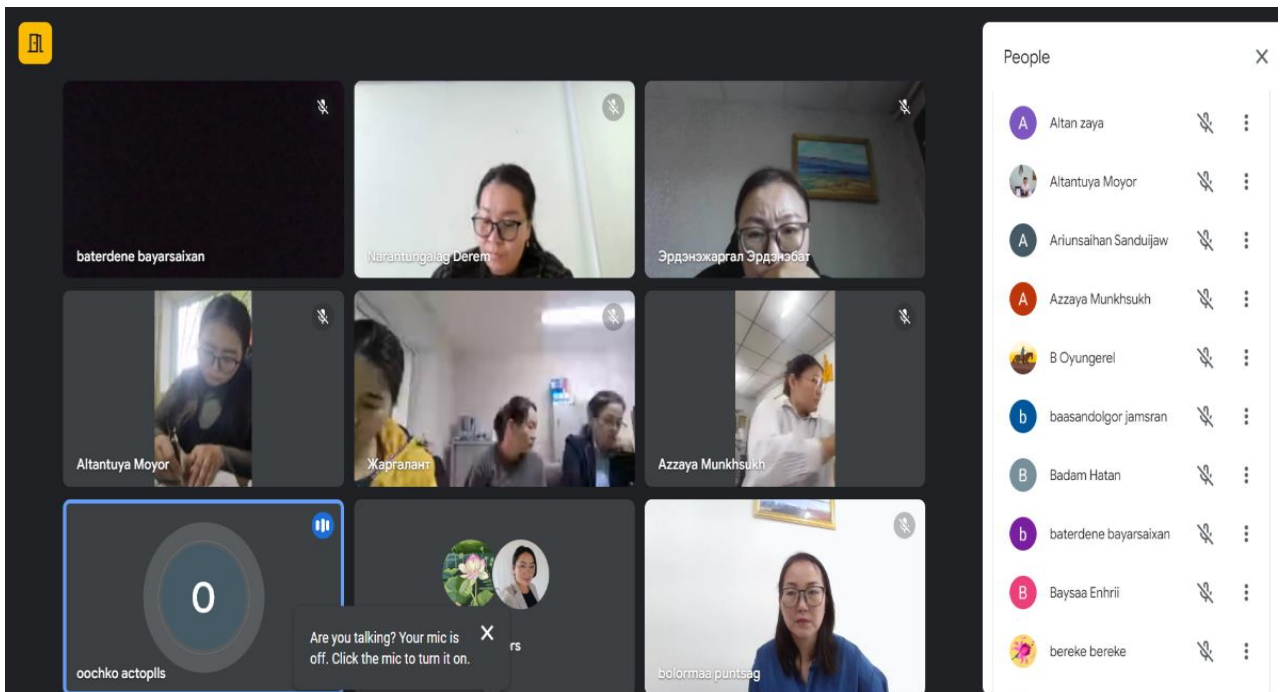 baterdene bayarsaixan
Narantungalag Derem
Эрдэнэжаргал Эрдэнэбат
Altantuya Moyor
Жаргалант
Azzaya Munkhsukh
O
oochko actoplls
rs
Are you talking? Your mic is
off. Click the mic to turn it on.
bolormaa puntsag
People
A
Altan zaya
Altantuya Moyor
A
Ariunsaihan Sanduijaw
A
Azzaya Munkhsukh
B Oyungerel
b
baasandolgor jamsran
B
Badam Hatan
b
baterdene bayarsaixan
B
Baysaa Enhrii
bereke bereke